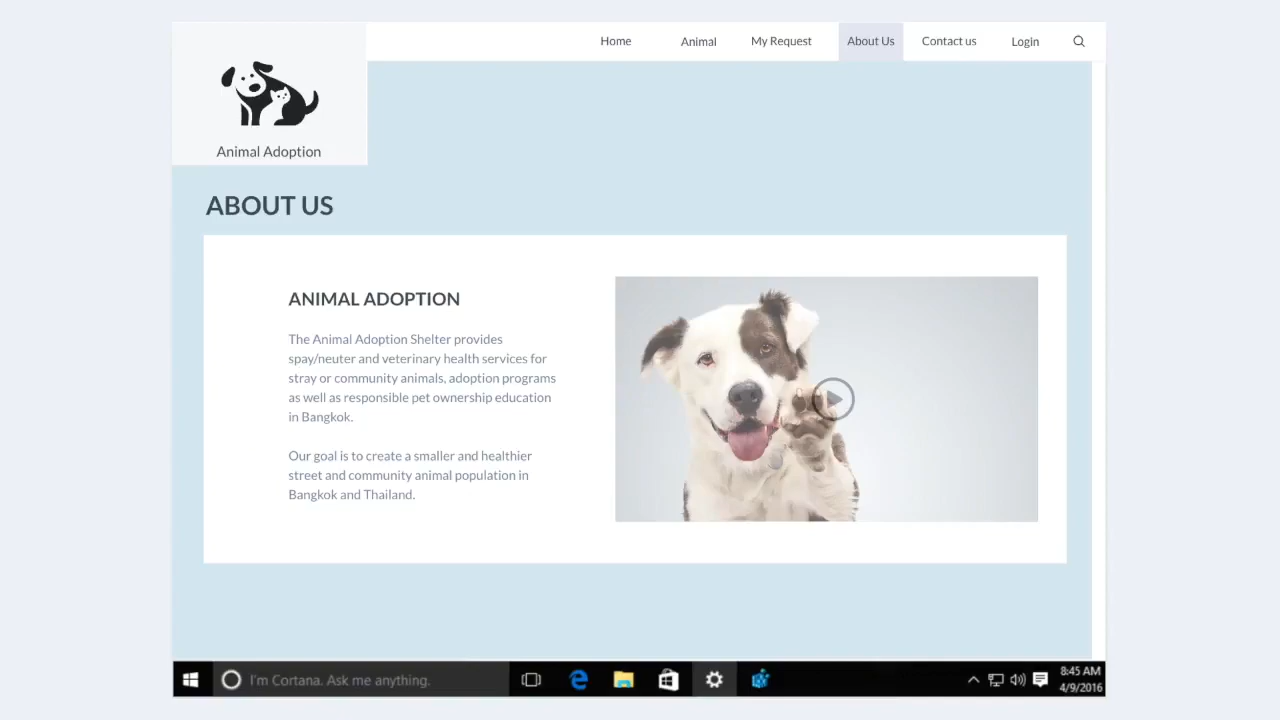 Home Animal My Request About Us Contact us Login
Animal Adoption
ABOUT US
ANIMAL ADOPTION
The Animal Adoption Shelter provides
spay/neuter and veterinary health services for
stray or community animals, adoption programs
as well as responsible pet ownership education
in Bangkok.
Our goal is to create a smaller and healthier
street and community animal population in
Bangkok and Thailand.
I'm Cortana. Ask me anything.
8:45 AM
4/9/2016